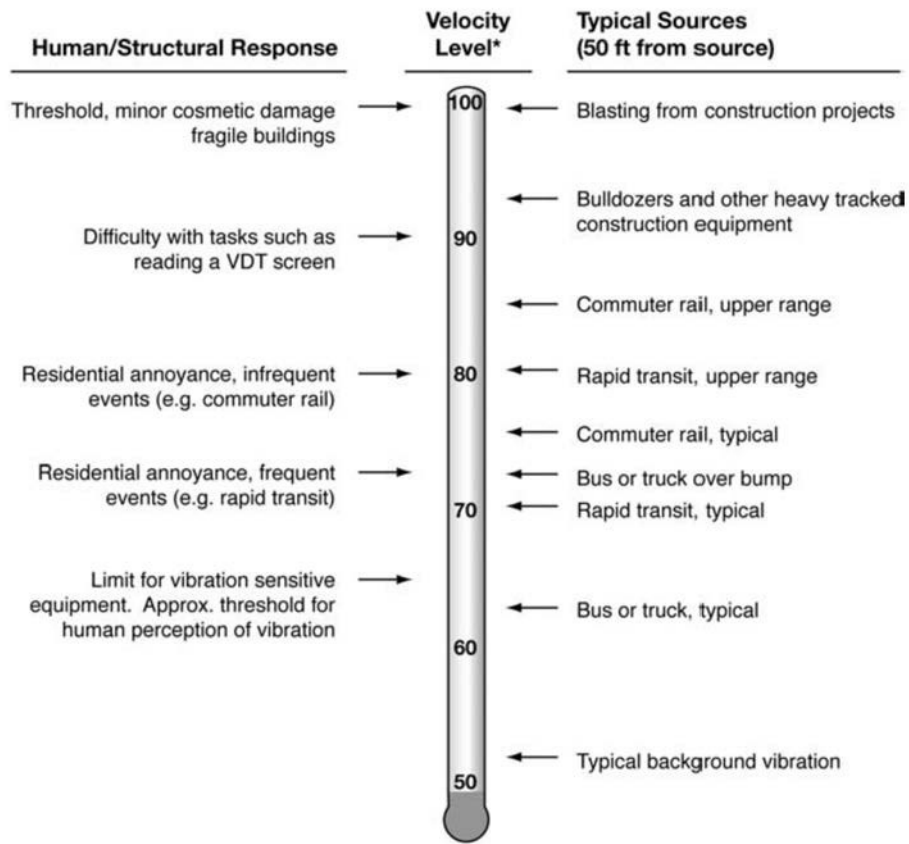 Human/Structural Response
Velocity
Level*
Typical Sources
(50 ft from source)
Threshold, minor cosmetic damage
fragile buildings
100
Blasting from construction projects
Bulldozers and other heavy tracked
construction equipment
Difficulty with tasks such as
reading a VDT screen
90
Commuter rail, upper range
Residential annoyance, infrequent
events (e.g. commuter rail)
80
Rapid transit, upper range
Commuter rail, typical
Residential annoyance, frequent
events (e.g. rapid transit)
Bus or truck over bump
70
Rapid transit, typical
Limit for vibration sensitive
equipment. Approx. threshold for
human perception of vibration
Bus or truck, typical
60
Typical background vibration
50